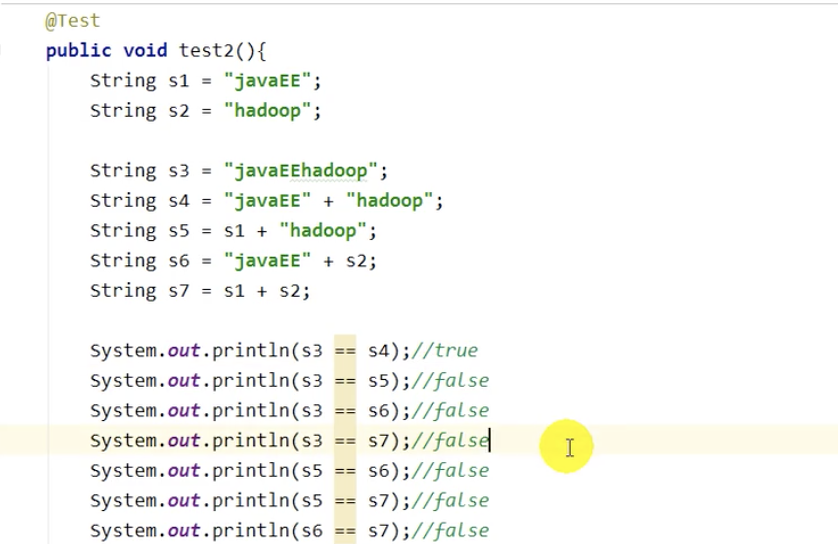 @Test
public void test2(){
String s1 = "javaEE";
String s2 = "hadoop";
String s3 = "javaEEhadoop";
String s4 = "javaEE" + "hadoop";
String s5 = s1 + "hadoop";
String s6 = "javaEE" + s2;
String s7 = s1 + s2;
System.out.println(s3 == s4);//true
System.out.println(s3 == s5);//false
System.out.println(s3 == s6);//false
System.out.println(s3 == s7);//false
System.out.println(s5 == s6);//false
System.out.println(s5 == s7);//false
System.out.println(s6 == s7);//false